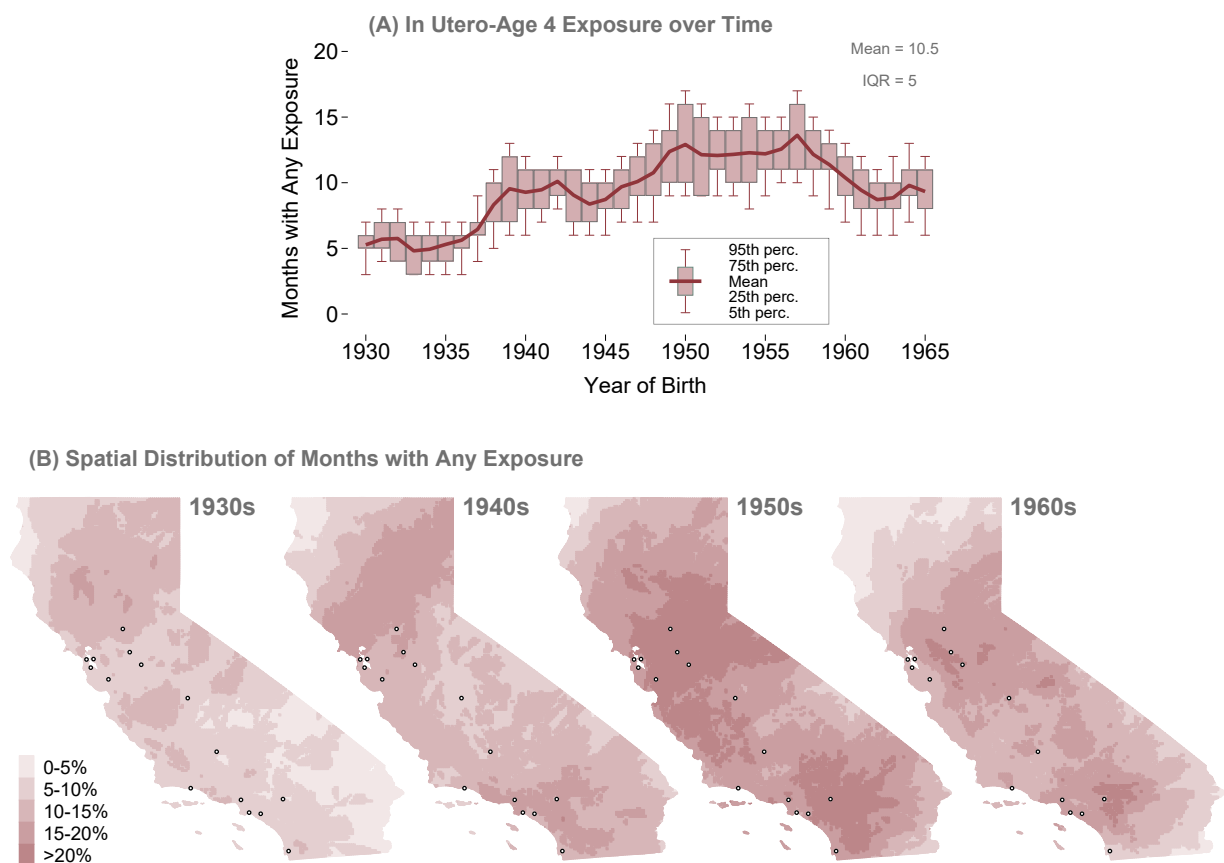 (A) In Utero-Age 4 Exposure over Time
Mean = 10.5
IQR = 5
Months with Any Exposure
20
15
10
5
0
95th perc.
75th perc.
Mean
25th perc.
5th perc.
1930 1935 1940 1945 1950 1955 1960 1965
Year of Birth
(B) Spatial Distribution of Months with Any Exposure
1930s 1940s 1950s 1960s
0-5%
5-10%
10-15%
15-20%
>20%